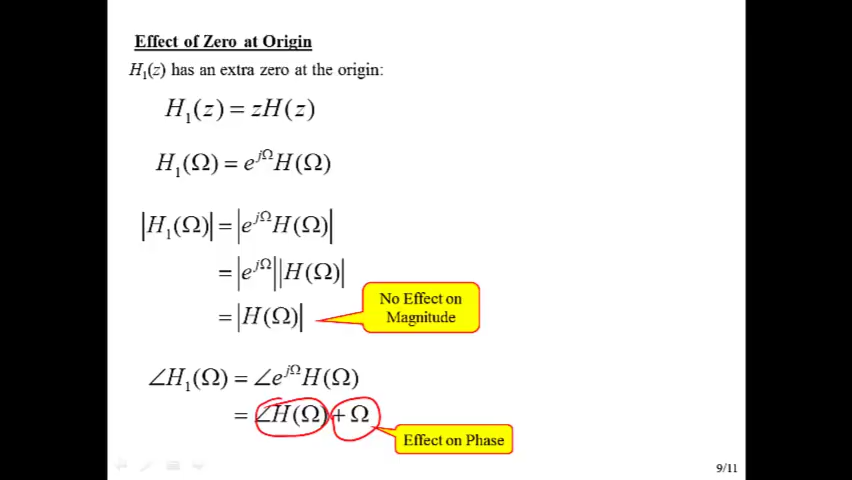 Effect of Zero at Origin
H₁(z) has an extra zero at the origin:
H₁(z) = zH(z)
H₁(Ω) = e^{jΩ}H(Ω)
|H₁(Ω)| = |e^{jΩ}H(Ω)|
= |e^{jΩ}||H(Ω)|
= |H(Ω)|
No Effect on
Magnitude
∠H₁(Ω) = ∠e^{jΩ}H(Ω)
= ∠H(Ω) + Ω
Effect on Phase
9/11